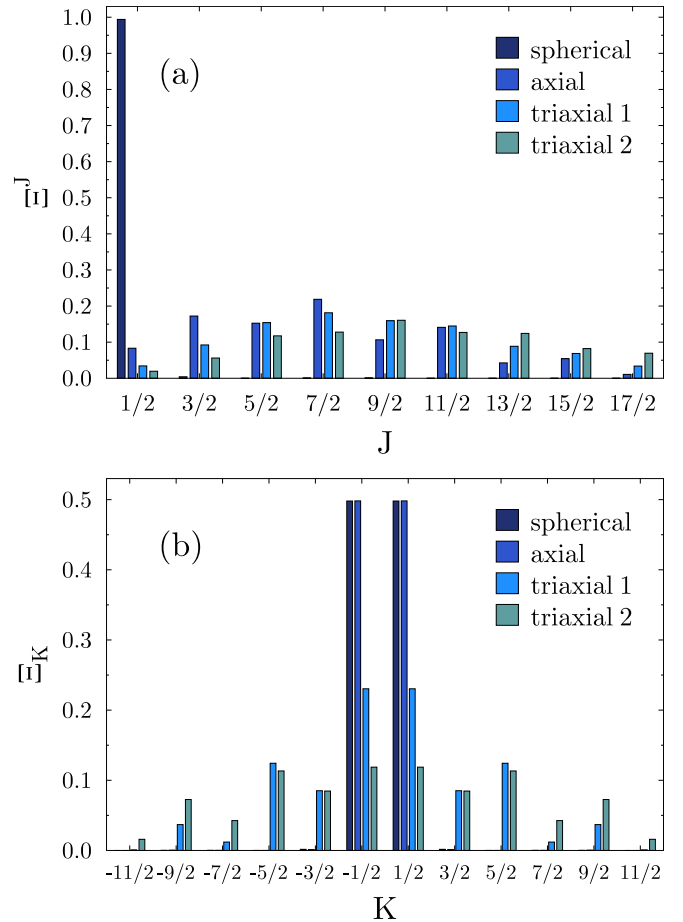 1.0
0.9
0.8
0.7
0.6
0.5
0.4
0.3
0.2
0.1
0.0
Ξ^J
(a)
spherical
axial
triaxial 1
triaxial 2
1/2 3/2 5/2 7/2 9/2 11/2 13/2 15/2 17/2
J
0.5
0.4
0.3
0.2
0.1
0.0
Ξ_K
(b)
spherical
axial
triaxial 1
triaxial 2
-11/2 -9/2 -7/2 -5/2 -3/2 -1/2 1/2 3/2 5/2 7/2 9/2 11/2
K